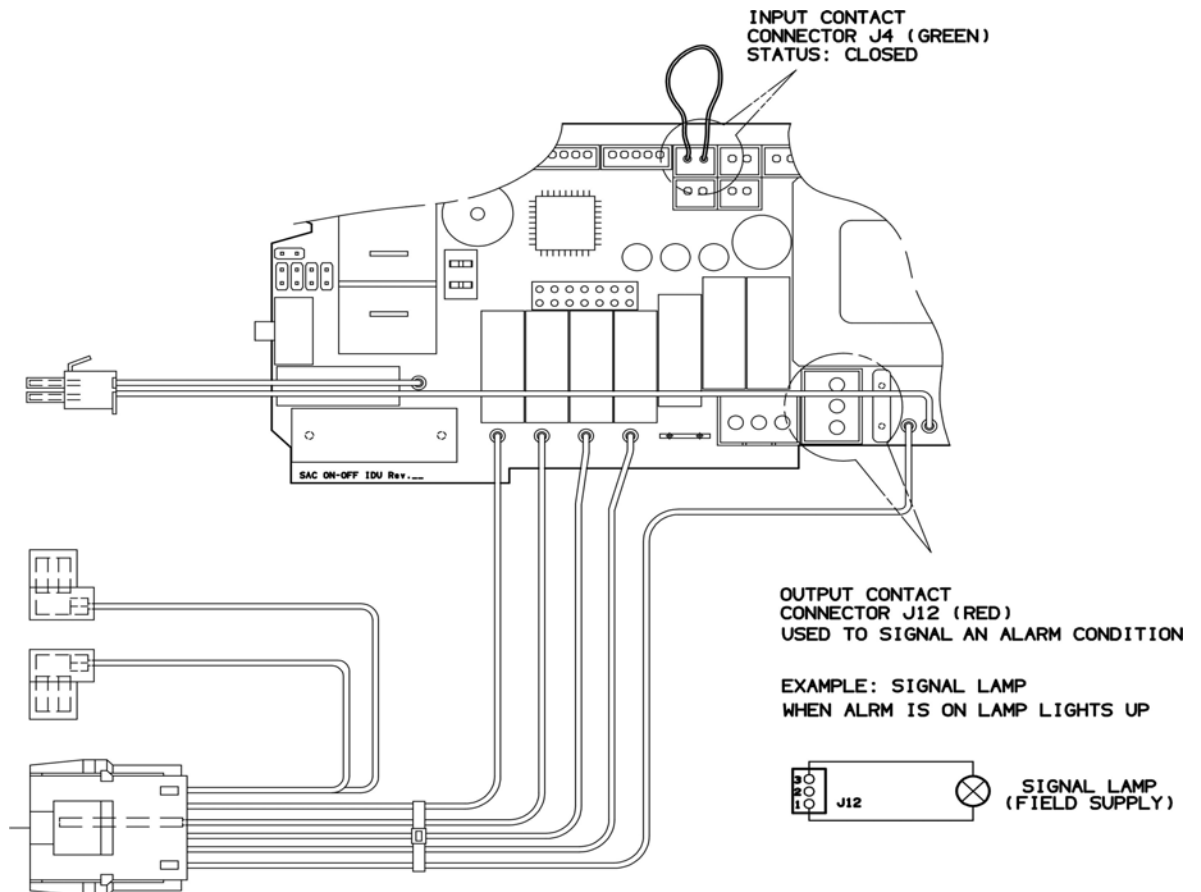 INPUT CONTACT
CONNECTOR J4 (GREEN)
STATUS: CLOSED
SAC ON-OFF IDU Rev.__
OUTPUT CONTACT
CONNECTOR J12 (RED)
USED TO SIGNAL AN ALARM CONDITION
EXAMPLE: SIGNAL LAMP
WHEN ALRM IS ON LAMP LIGHTS UP
3
2
1
J12
SIGNAL LAMP
(FIELD SUPPLY)